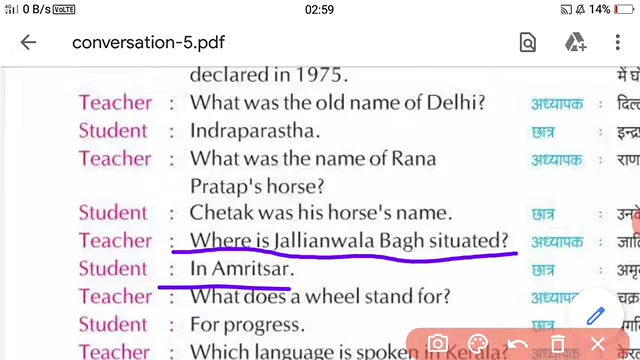 0 B/s VoLTE 02:59 14%
conversation-5.pdf
declared in 1975. में
Teacher : What was the old name of Delhi? अध्यापक :
Student : Indraparastha. छात्र :
Teacher : What was the name of Rana अध्यापक :
Pratap's horse?
Student : Chetak was his horse's name. छात्र :
Teacher : Where is Jallianwala Bagh situated? अध्यापक :
Student : In Amritsar. छात्र :
Teacher : What does a wheel stand for?
Student : For progress.
Teacher : Which language is spoken in Kerala?